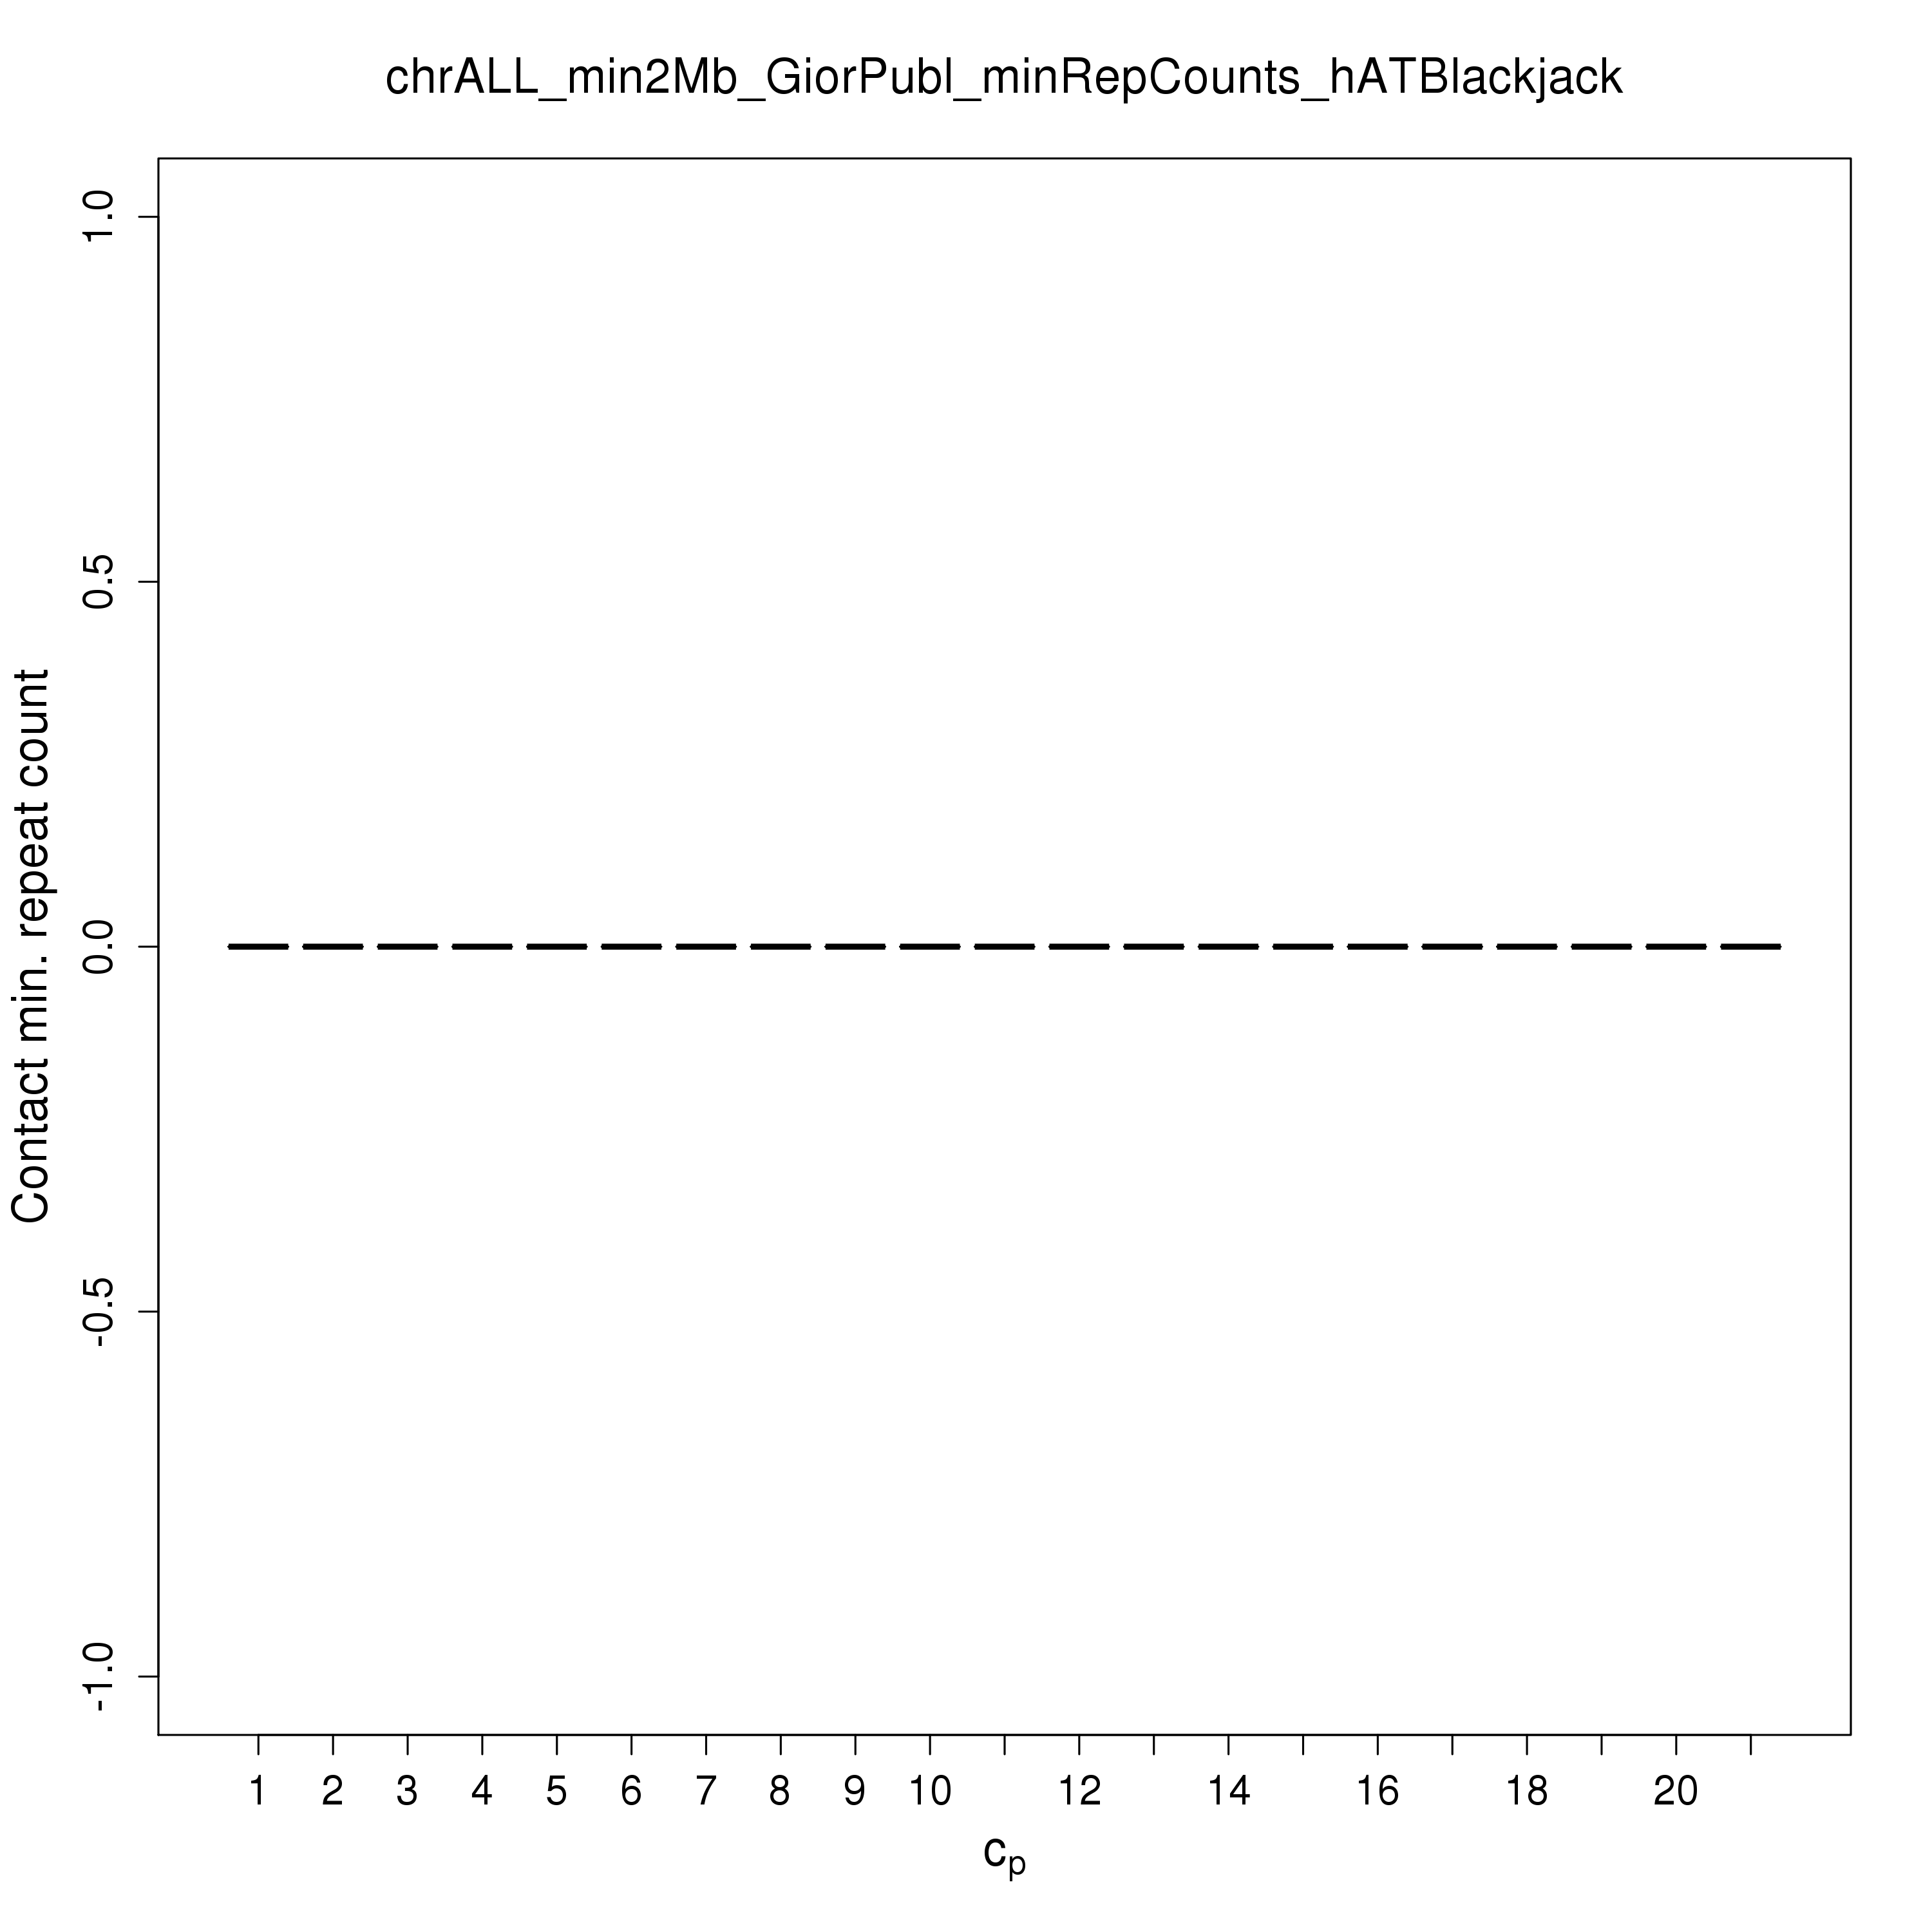 chrALL_min2Mb_GiorPubl_minRepCounts_hATBlackjack
Contact min. repeat count
1.0
0.5
0.0
-0.5
-1.0
1 2 3 4 5 6 7 8 9 10 12 14 16 18 20
cp